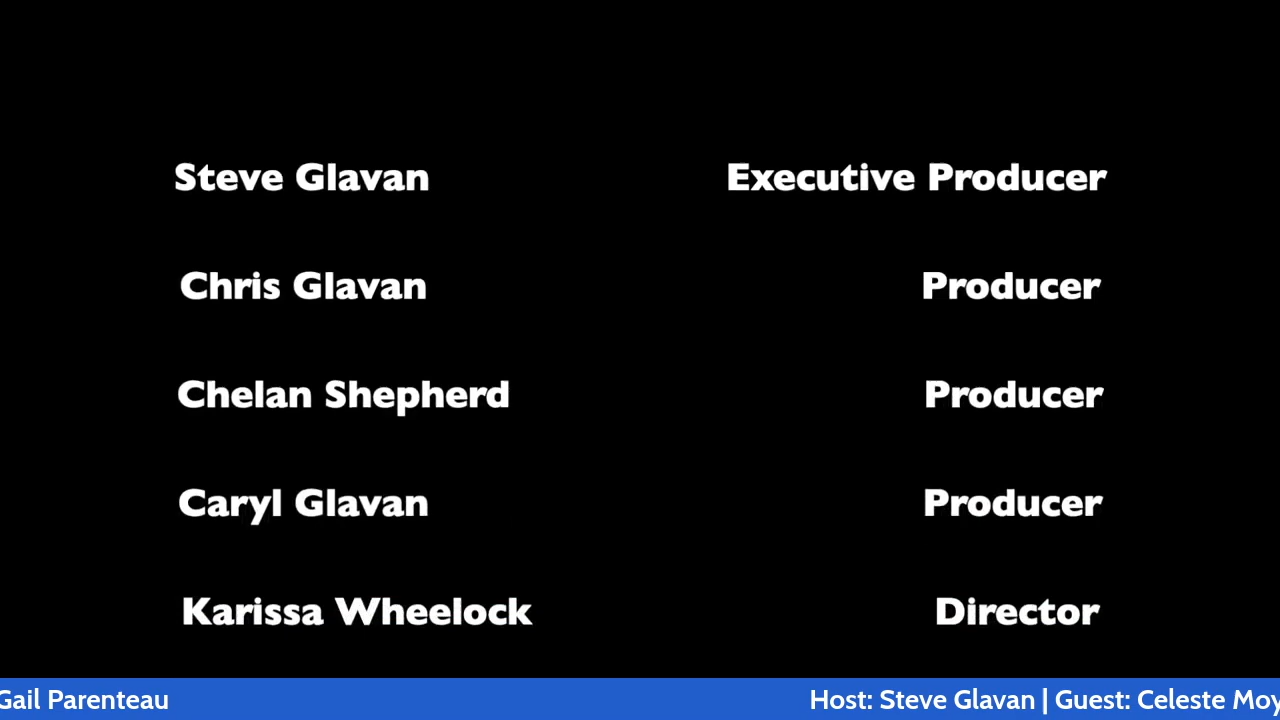 Steve Glavan Executive Producer
Chris Glavan Producer
Chelan Shepherd Producer
Caryl Glavan Producer
Karissa Wheelock Director
Gail Parenteau Host: Steve Glavan | Guest: Celeste